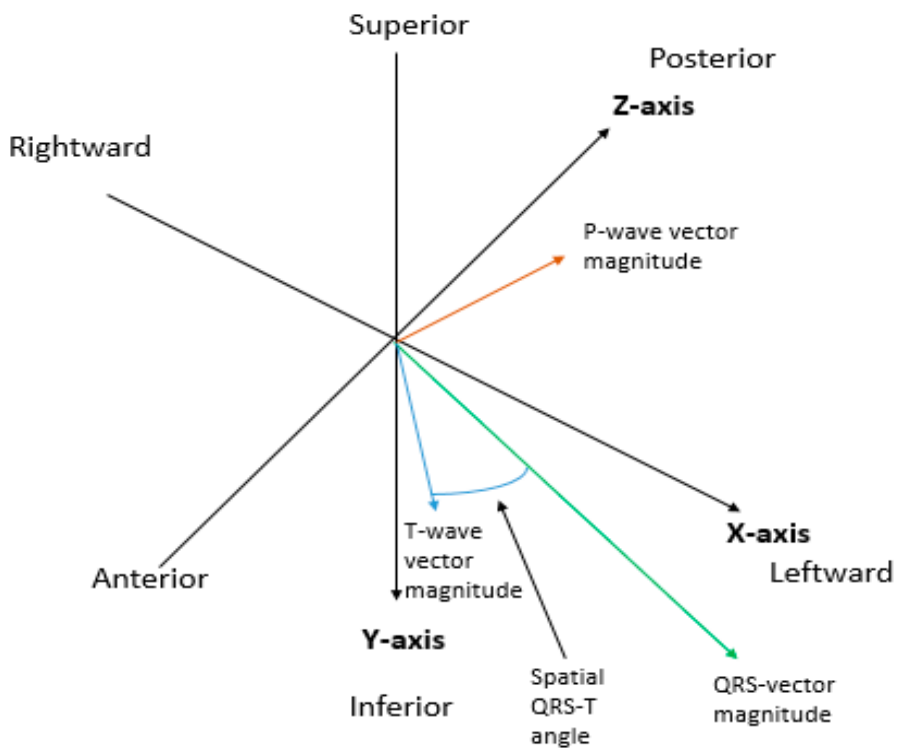 Superior
Posterior
Z-axis
Rightward
P-wave vector
magnitude
T-wave
vector
magnitude
X-axis
Leftward
Anterior
Y-axis
Inferior
Spatial
QRS-T
angle
QRS-vector
magnitude